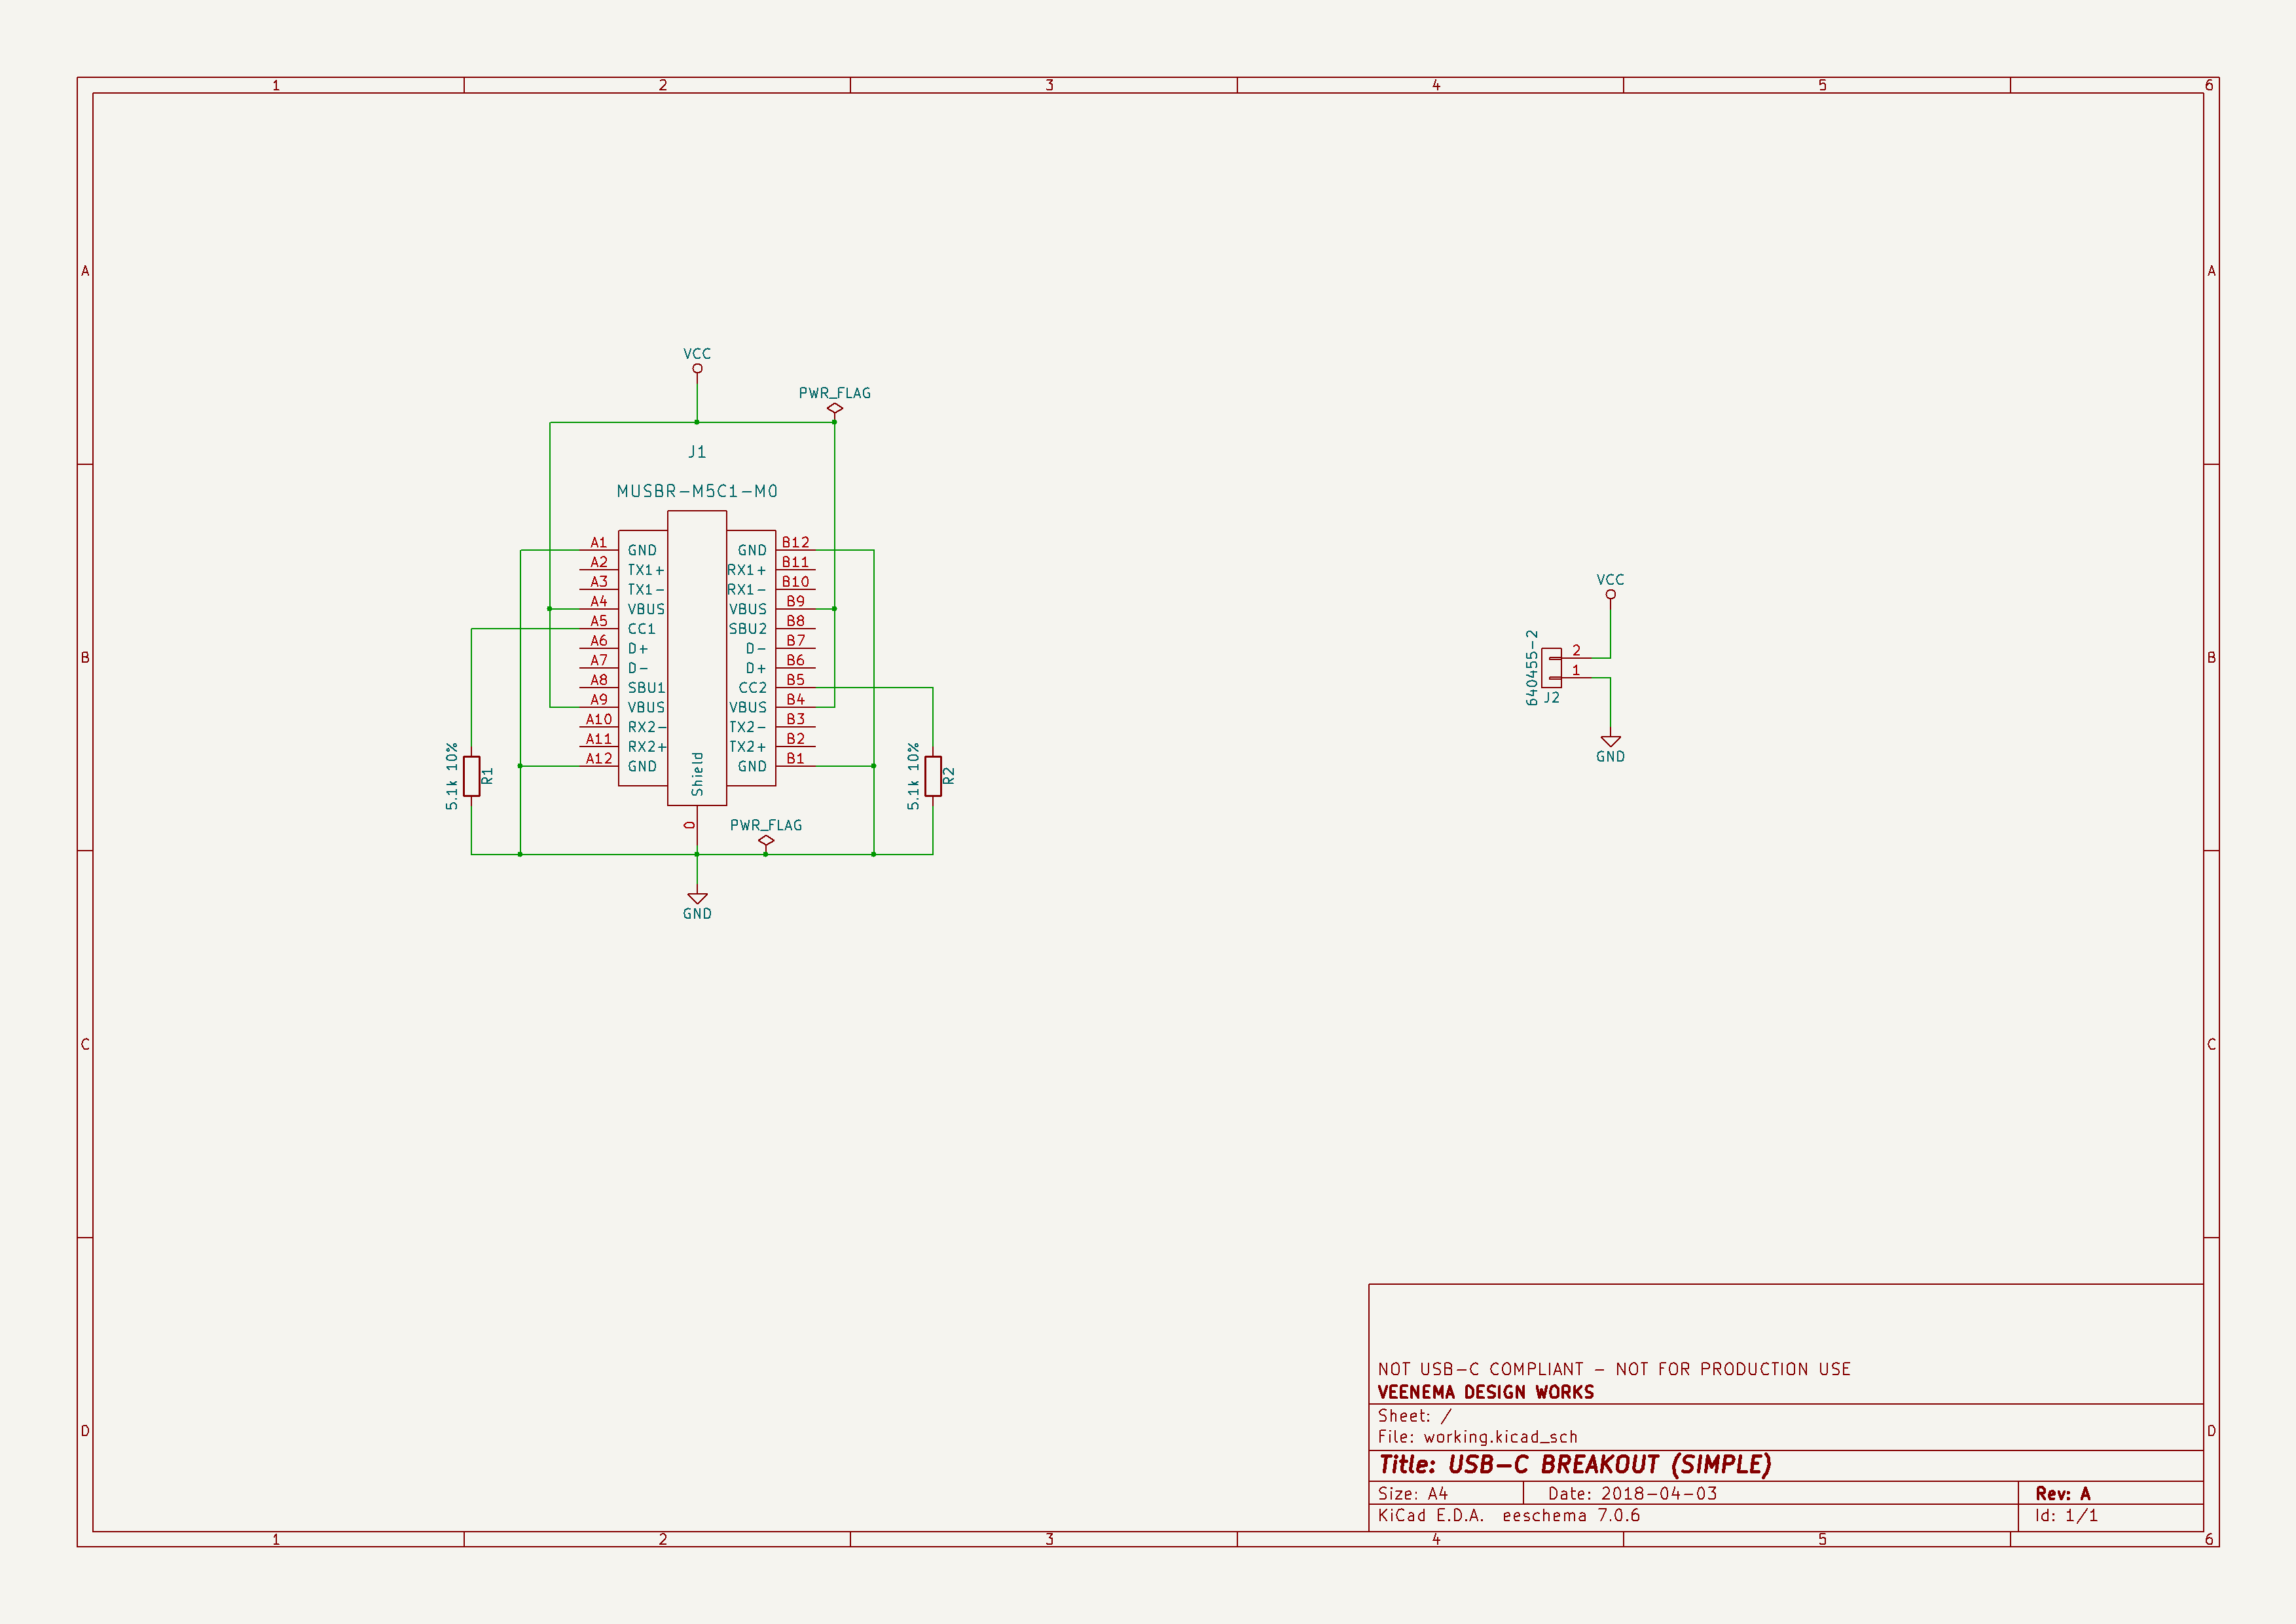 1 2 3 4 5 6
A A
VCC
PWR_FLAG
J1
MUSBR-M5C1-M0
A1 GND GND B12
A2 TX1+ RX1+ B11
A3 TX1- RX1- B10
A4 VBUS VBUS B9
A5 CC1 SBU2 B8
A6 D+ D- B7
A7 D- D+ B6
A8 SBU1 CC2 B5
A9 VBUS VBUS B4
A10 RX2- TX2- B3
A11 RX2+ TX2+ B2
A12 GND GND B1
Shield
0
5.1k 10%
R1
5.1k 10%
R2
PWR_FLAG
GND
VCC
B B
640455-2
2
1
J2
GND
C C
D D
NOT USB-C COMPLIANT - NOT FOR PRODUCTION USE
VEENEMA DESIGN WORKS
Sheet: /
File: working.kicad_sch
Title: USB-C BREAKOUT (SIMPLE)
Size: A4 Date: 2018-04-03 Rev: A
KiCad E.D.A. eeschema 7.0.6 Id: 1/1
1 2 3 4 5 6